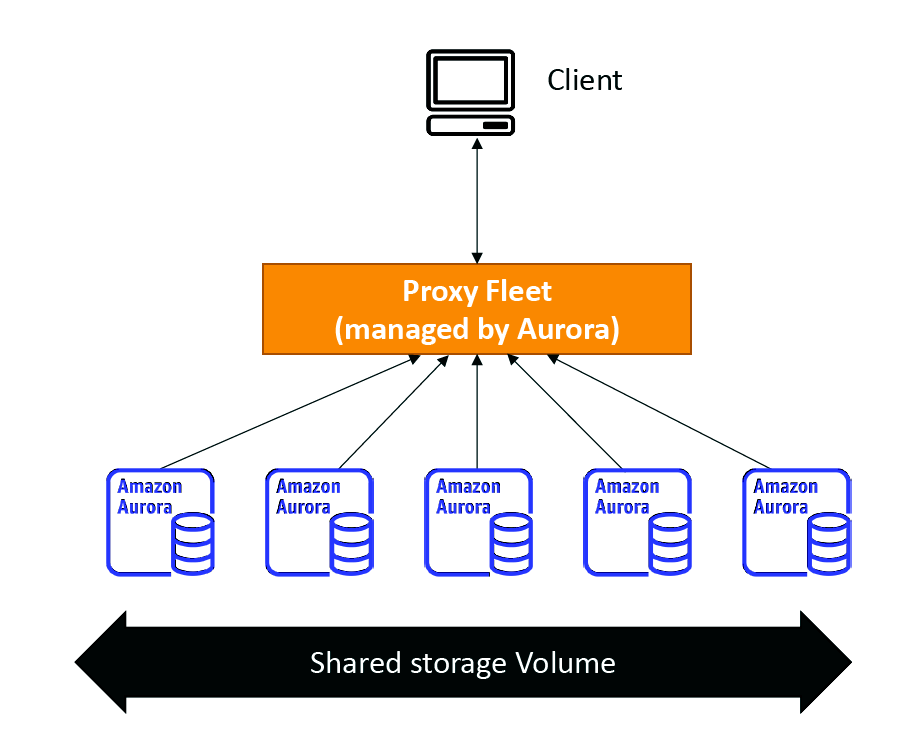 Client
Proxy Fleet
(managed by Aurora)
Amazon
Aurora
Amazon
Aurora
Amazon
Aurora
Amazon
Aurora
Amazon
Aurora
Shared storage Volume